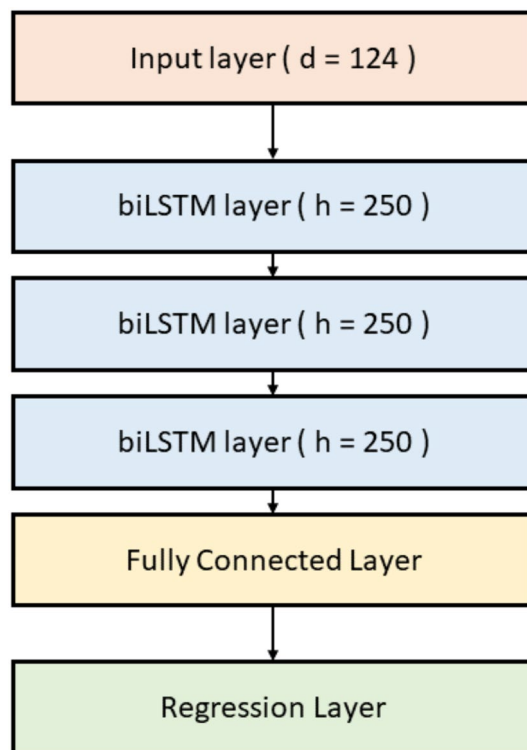 Input layer ( d = 124 )
biLSTM layer ( h = 250 )
biLSTM layer ( h = 250 )
biLSTM layer ( h = 250 )
Fully Connected Layer
Regression Layer